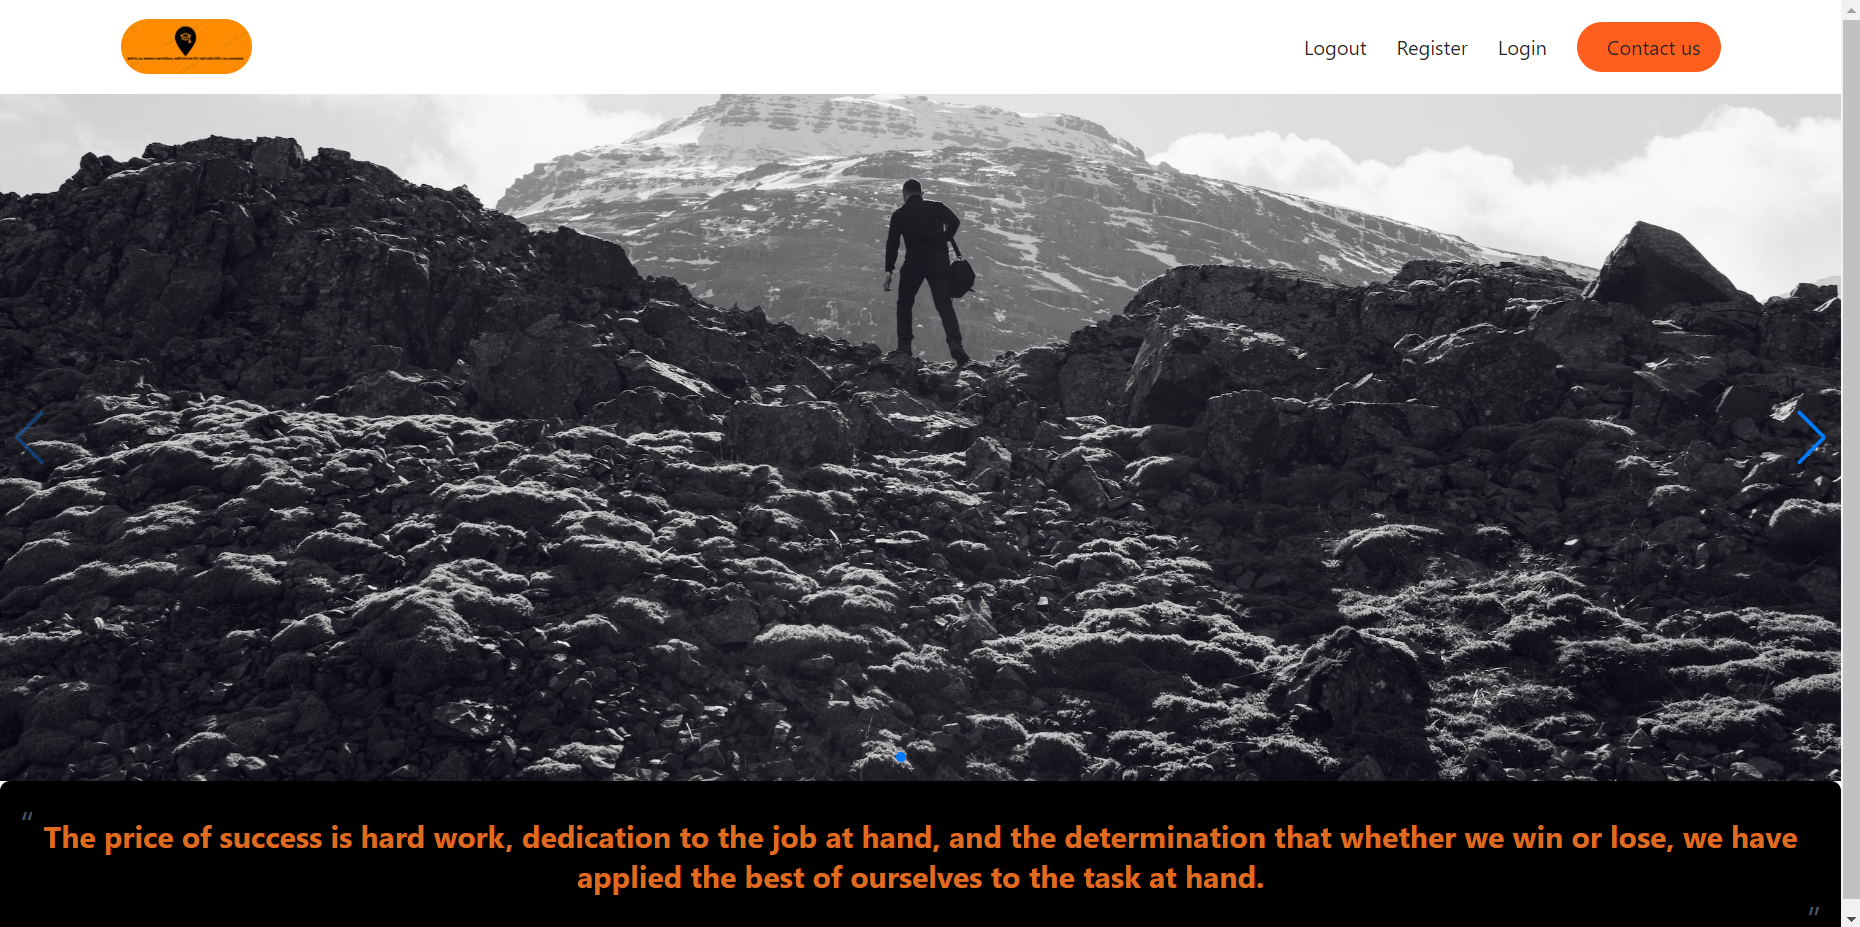 Logout Register Login Contact us
“
The price of success is hard work, dedication to the job at hand, and the determination that whether we win or lose, we have
applied the best of ourselves to the task at hand.
”